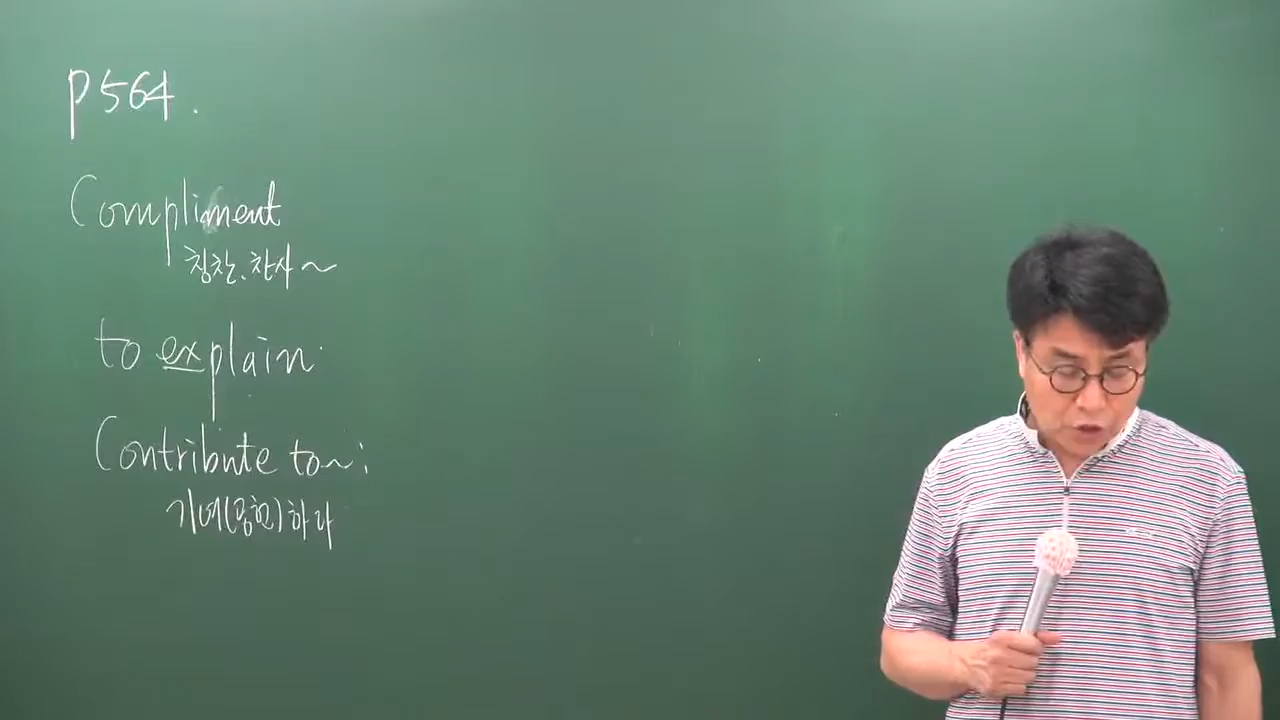 P564.
Compliment
칭찬. 찬사~
to explain
Contribute to~:
기여(공헌)하다